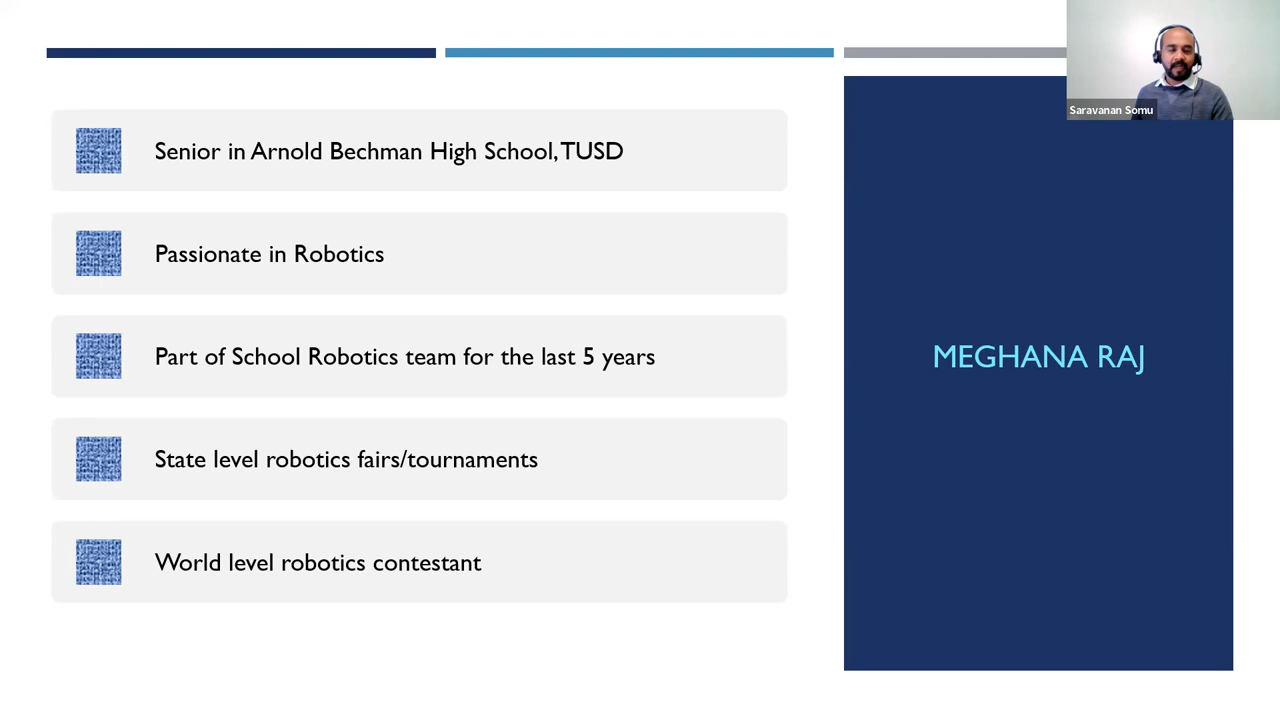 Saravanan Somu
Senior in Arnold Bechman High School, TUSD
Passionate in Robotics
Part of School Robotics team for the last 5 years
State level robotics fairs/tournaments
World level robotics contestant
MEGHANA RAJ